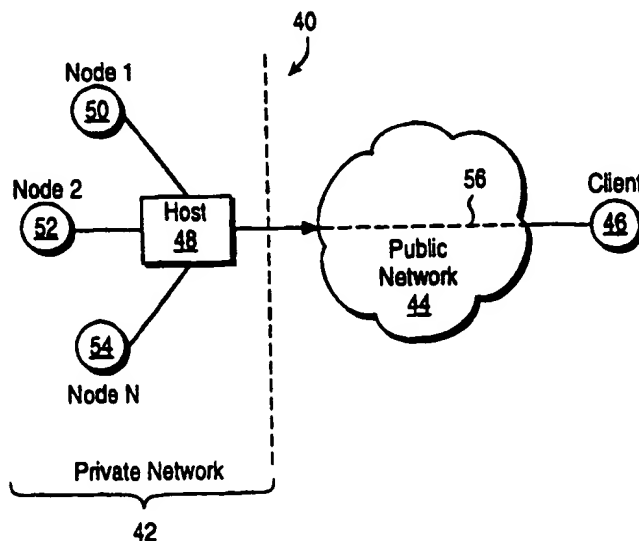 40
Node 1
50
Node 2
52
Host
48
56
Client
46
Public
Network
44
54
Node N
Private Network
42